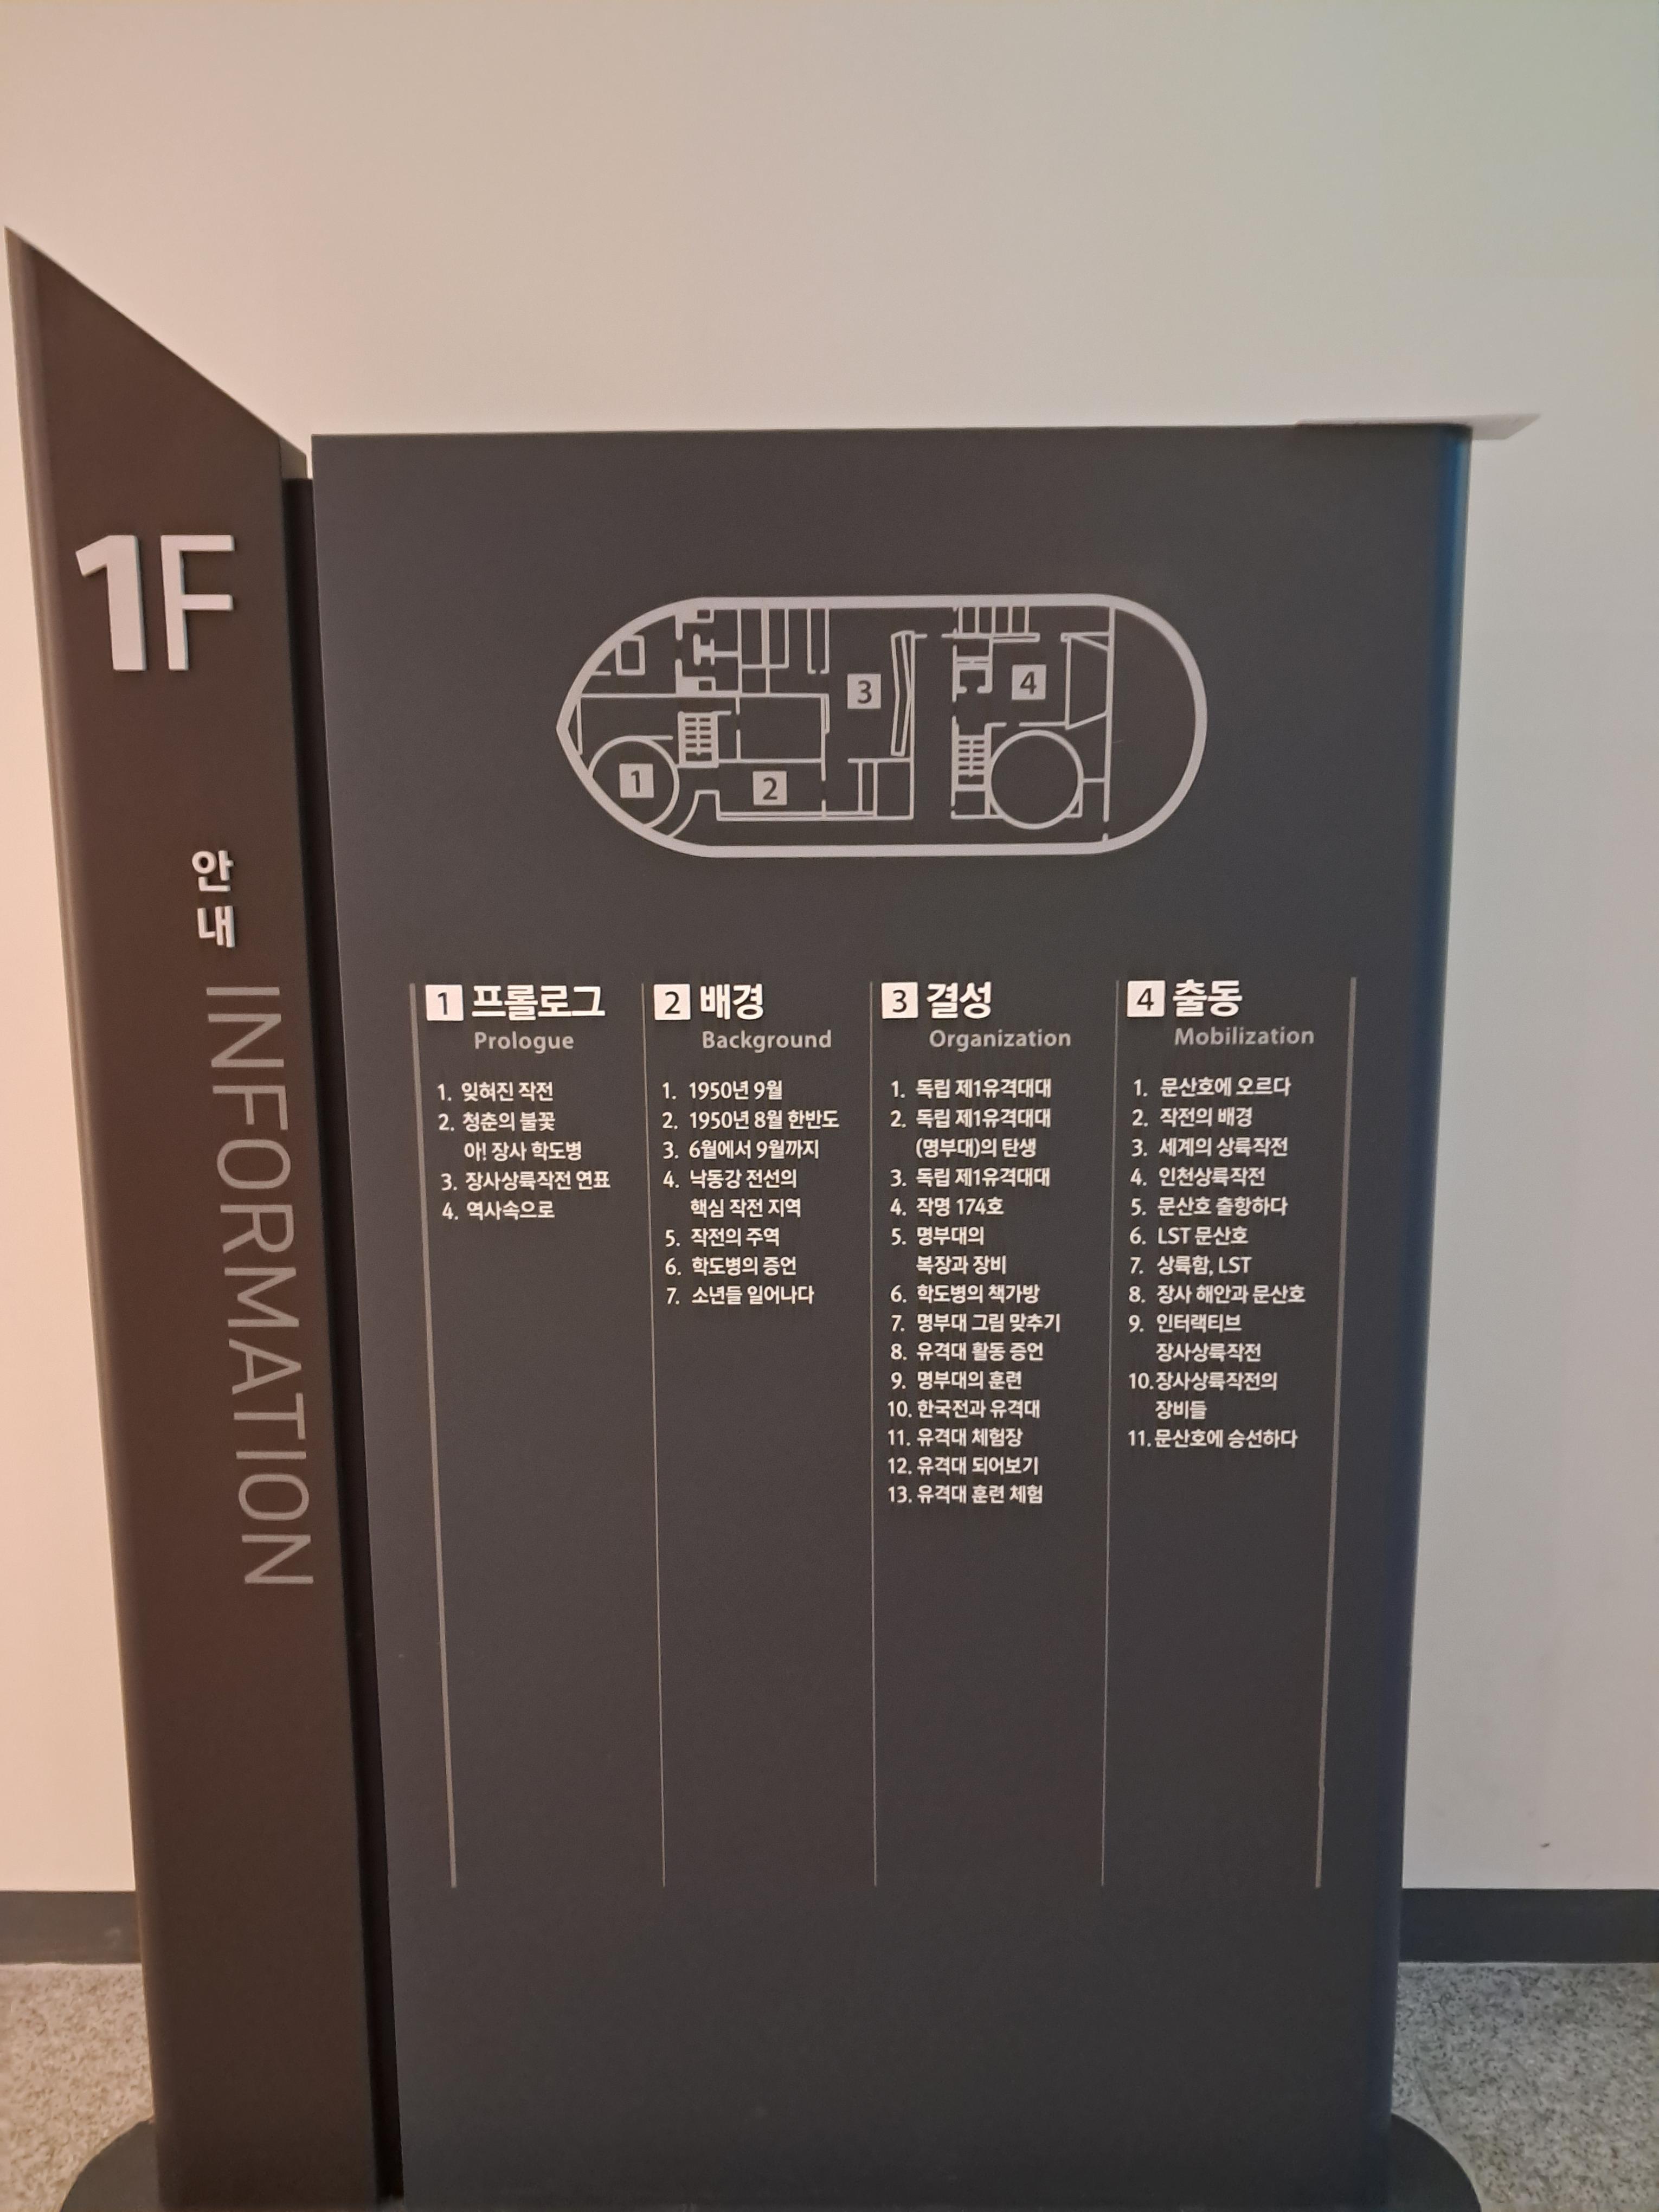 1F
안내
INFORMATION
1
2
3
4
1 프롤로그
Prologue
1. 잊혀진 작전
2. 청춘의 불꽃
아! 장사 학도병
3. 장사상륙작전 연표
4. 역사속으로
2 배경
Background
1. 1950년 9월
2. 1950년 8월 한반도
3. 6월에서 9월까지
4. 낙동강 전선의
핵심 작전 지역
5. 작전의 주역
6. 학도병의 증언
7. 소년들 일어나다
3 결성
Organization
1. 독립 제1유격대대
2. 독립 제1유격대대
(명부대)의 탄생
3. 독립 제1유격대대
4. 작명 174호
5. 명부대의
복장과 장비
6. 학도병의 책가방
7. 명부대 그림 맞추기
8. 유격대 활동 증언
9. 명부대의 훈련
10. 한국전과 유격대
11. 유격대 체험장
12. 유격대 되어보기
13. 유격대 훈련 체험
4 출동
Mobilization
1. 문산호에 오르다
2. 작전의 배경
3. 세계의 상륙작전
4. 인천상륙작전
5. 문산호 출항하다
6. LST 문산호
7. 상륙함, LST
8. 장사 해안과 문산호
9. 인터랙티브
장사상륙작전
10. 장사상륙작전의
장비들
11. 문산호에 승선하다